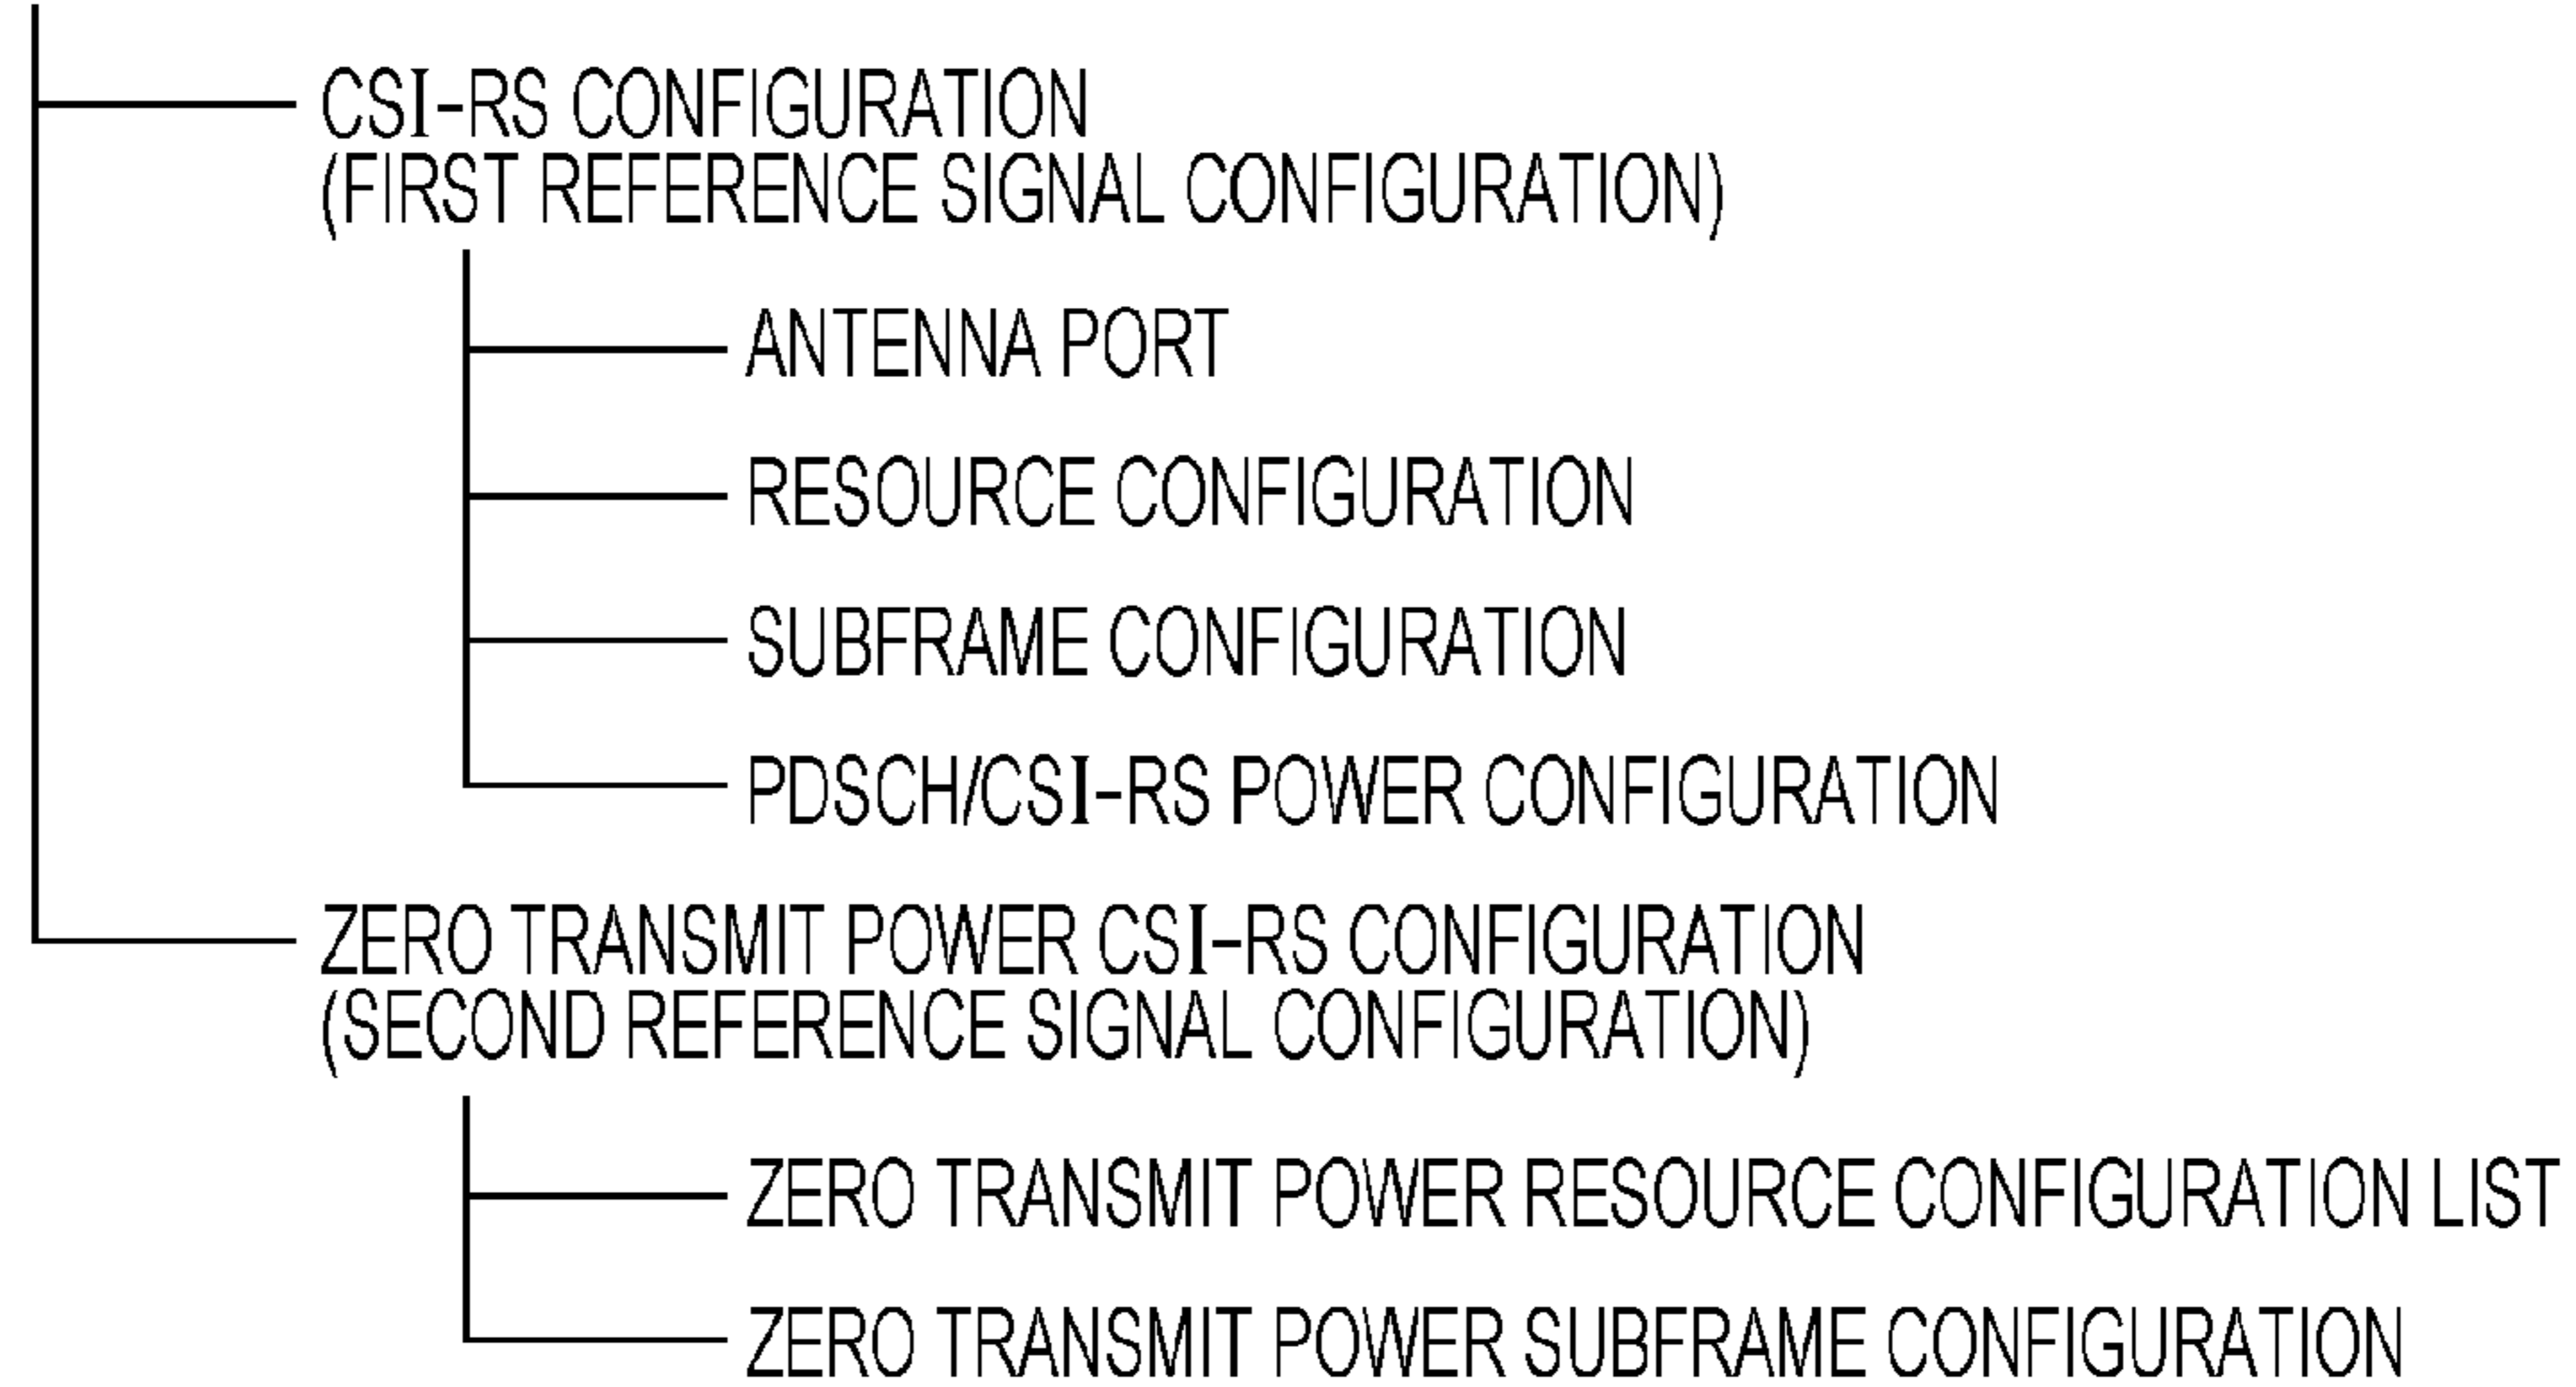 CSI-RS CONFIGURATION
(FIRST REFERENCE SIGNAL CONFIGURATION)
ANTENNA PORT
RESOURCE CONFIGURATION
SUBFRAME CONFIGURATION
PDSCH/CSI-RS POWER CONFIGURATION
ZERO TRANSMIT POWER CSI-RS CONFIGURATION
(SECOND REFERENCE SIGNAL CONFIGURATION)
ZERO TRANSMIT POWER RESOURCE CONFIGURATION LIST
ZERO TRANSMIT POWER SUBFRAME CONFIGURATION